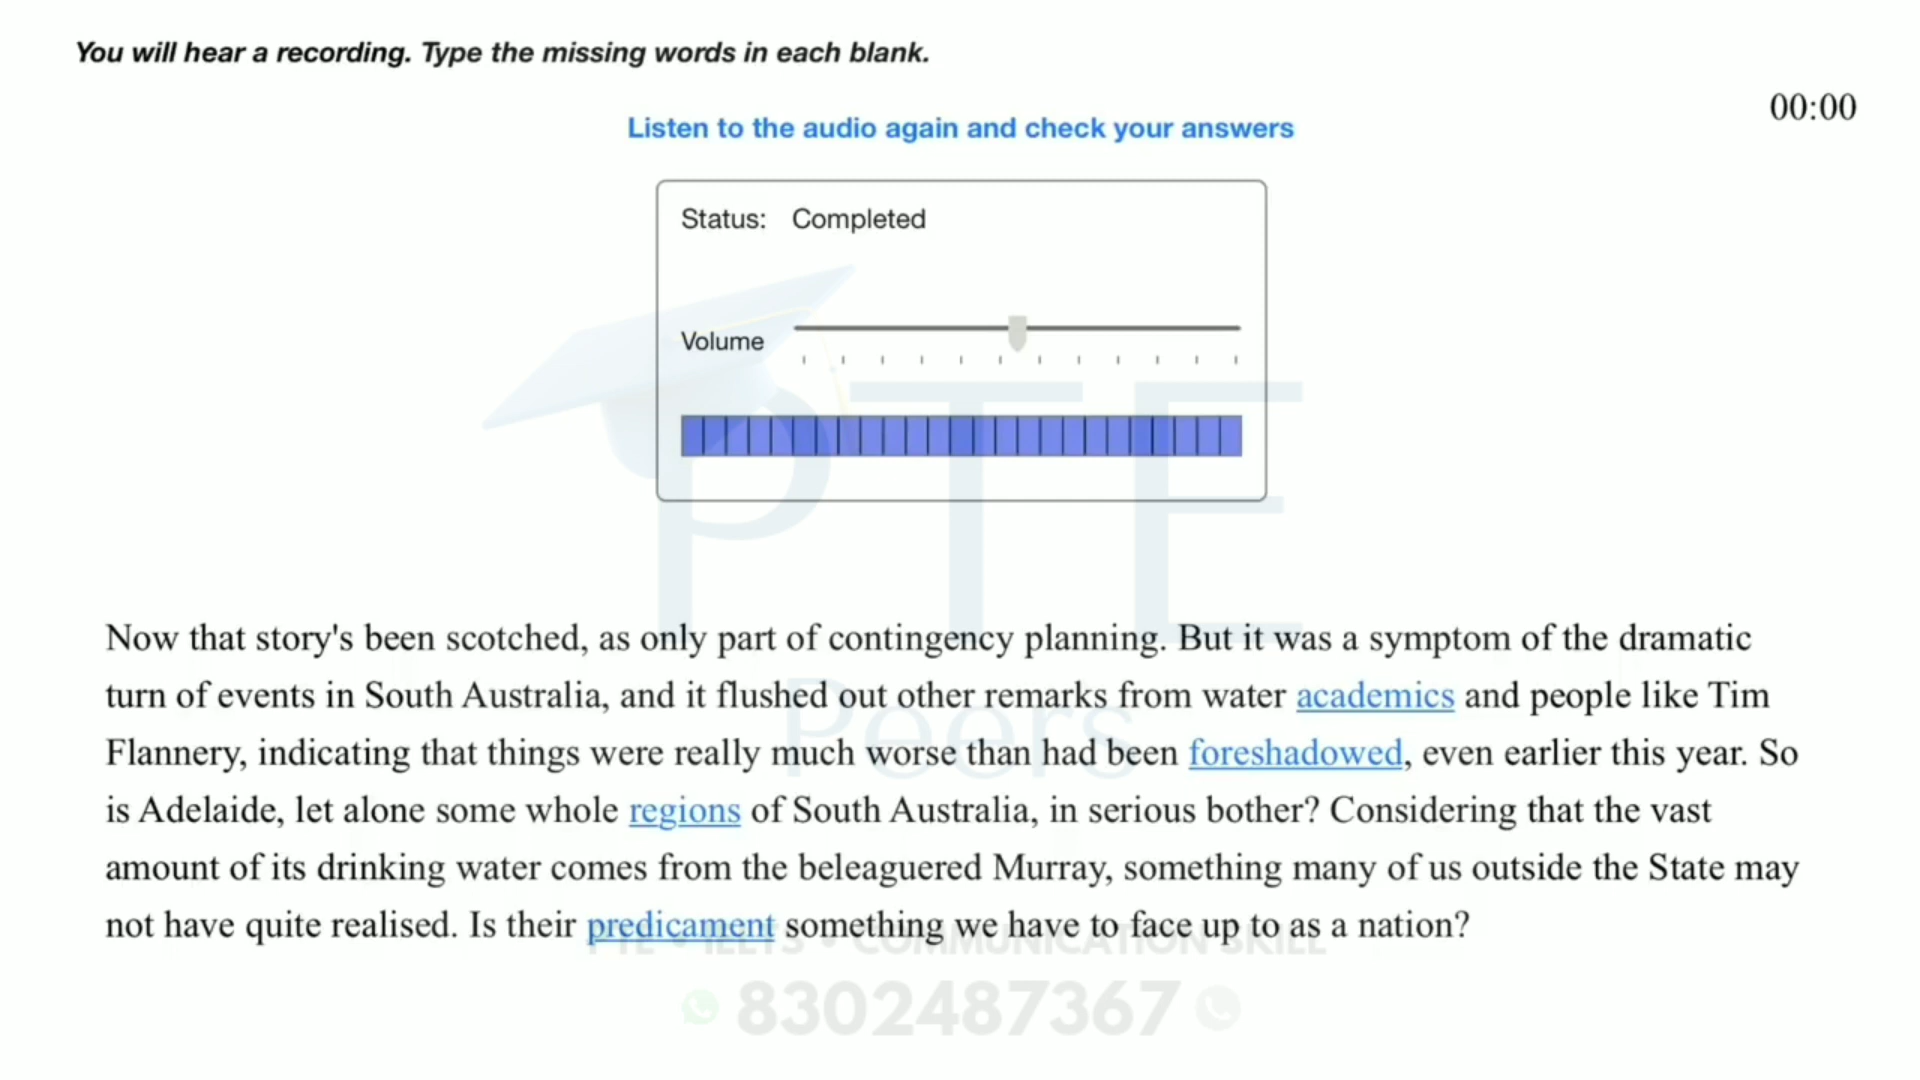 You will hear a recording. Type the missing words in each blank.
00:00
Listen to the audio again and check your answers
Status: Completed
Volume
PTE
Peers
Now that story's been scotched, as only part of contingency planning. But it was a symptom of the dramatic
turn of events in South Australia, and it flushed out other remarks from water academics and people like Tim
Flannery, indicating that things were really much worse than had been foreshadowed, even earlier this year. So
is Adelaide, let alone some whole regions of South Australia, in serious bother? Considering that the vast
amount of its drinking water comes from the beleaguered Murray, something many of us outside the State may
not have quite realised. Is their predicament something we have to face up to as a nation?
PTE • IELTS • COMMUNICATION SKILL
8302487367